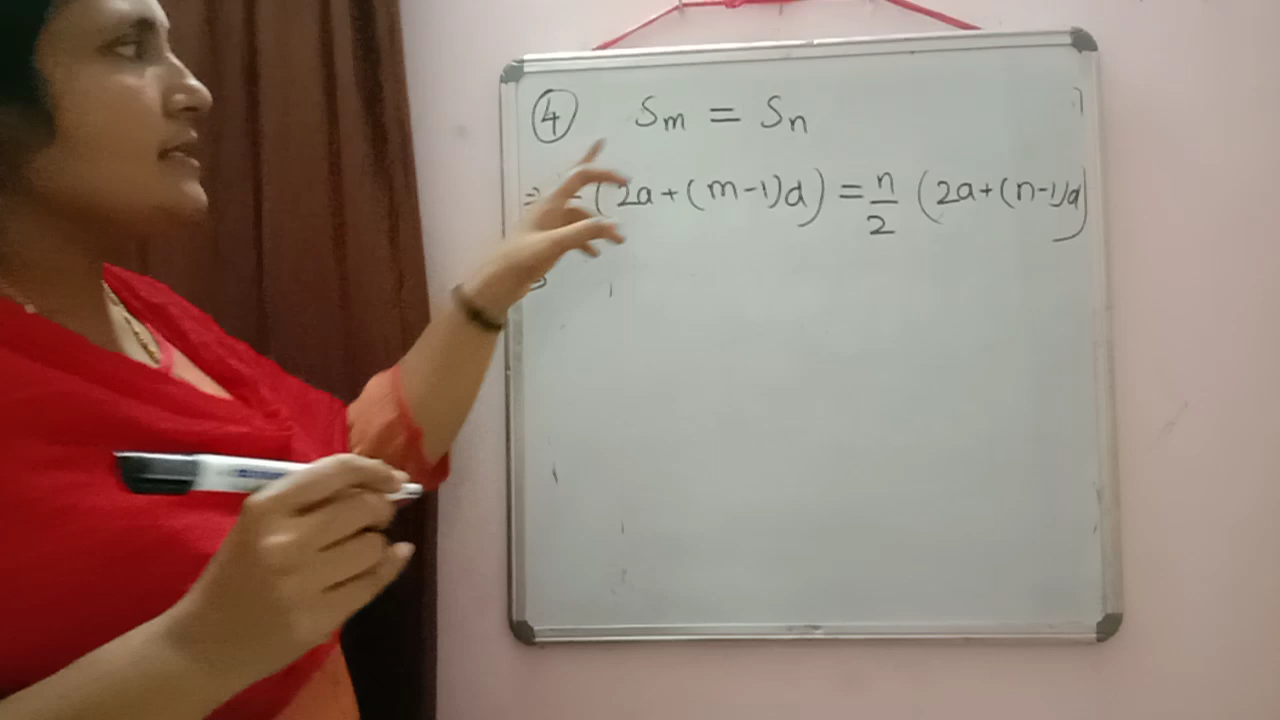 ④ Sm = Sn
⇒ (2a+(m-1)d) = n/2 (2a+(n-1)d)
⇒